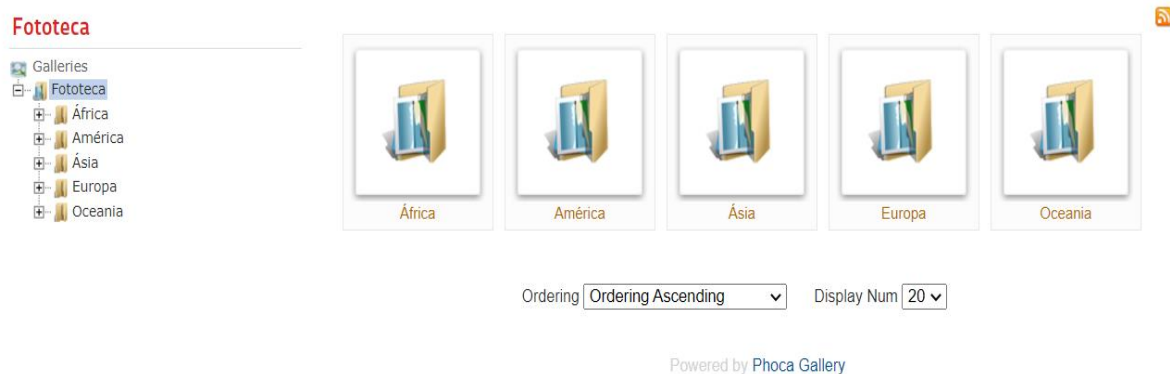 Fototeca
Galleries
Fototeca
África
América
Ásia
Europa
Oceania
África
América
Ásia
Europa
Oceania
Ordering Ordering Ascending Display Num 20
Powered by Phoca Gallery